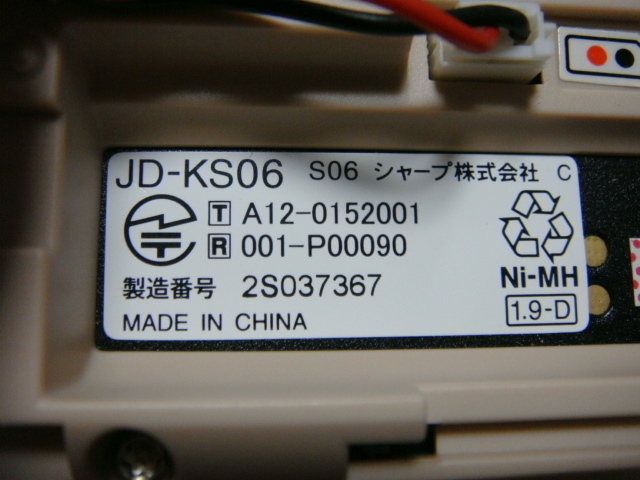 JD-KS06 S06 シャープ株式会社 C
T A12-0152001
R 001-P00090
製造番号 2S037367
MADE IN CHINA
Ni-MH
1.9-D